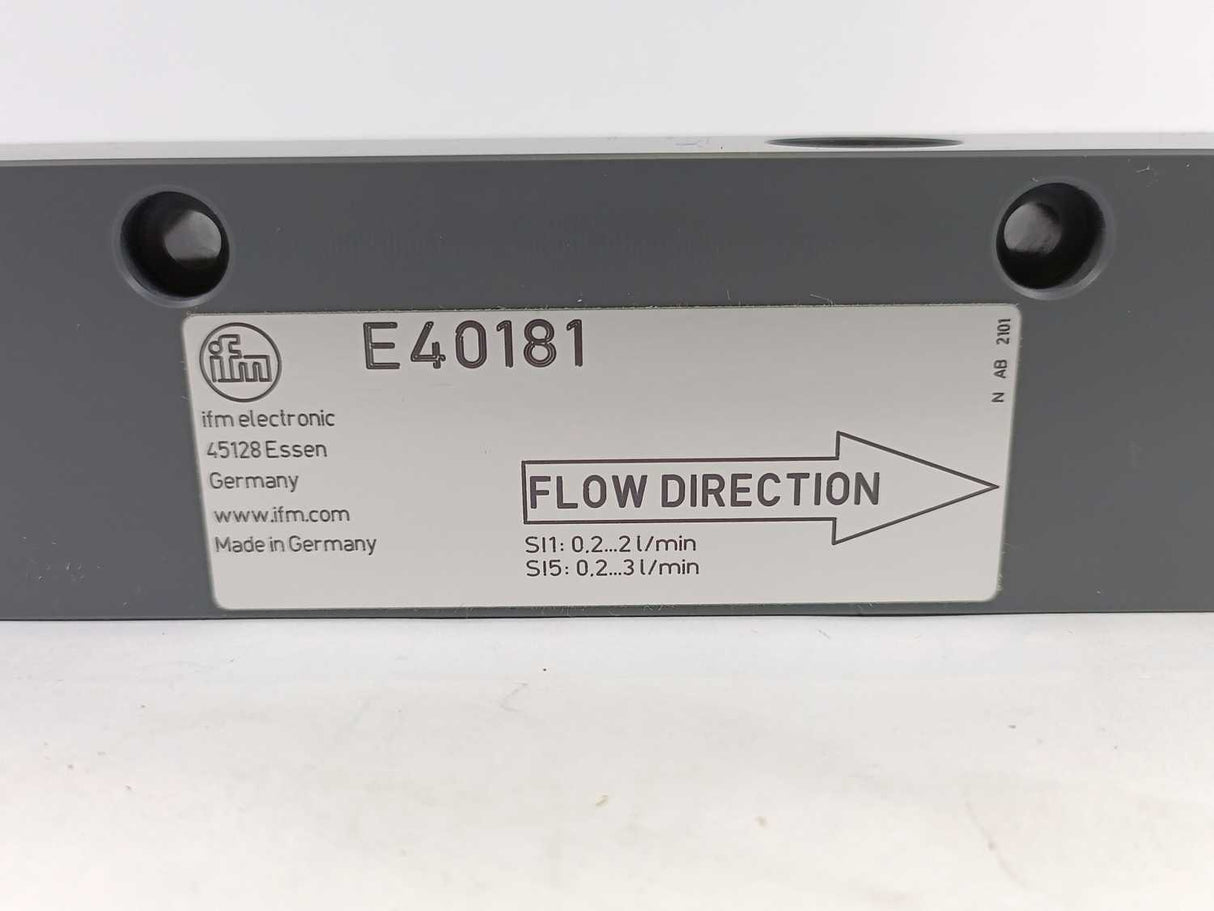 ifm
E40181
N AB 2101
ifm electronic
45128 Essen
Germany
www.ifm.com
Made in Germany
FLOW DIRECTION
SI1: 0,2...2 l/min
SI5: 0,2...3 l/min